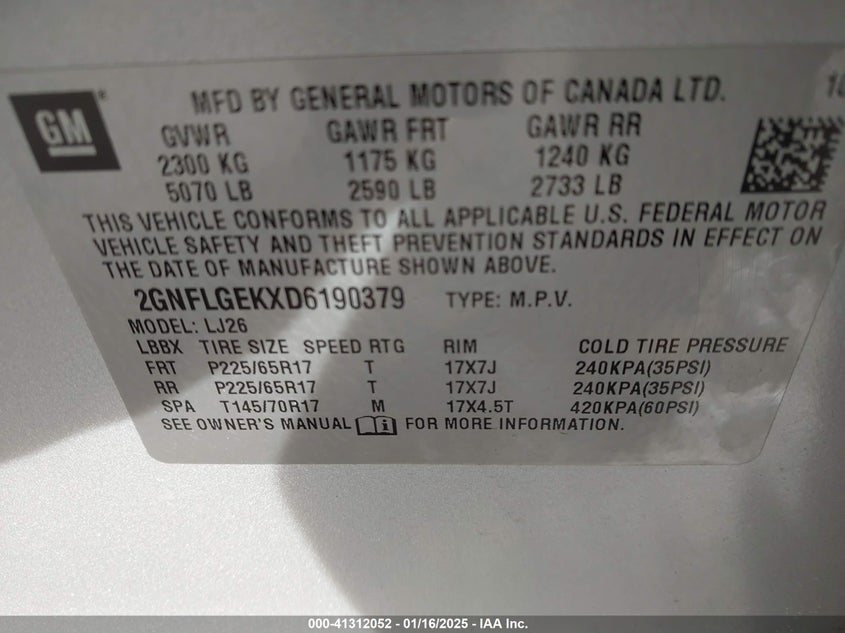 GM®
MFD BY GENERAL MOTORS OF CANADA LTD. 10
GVWR GAWR FRT GAWR RR
2300 KG 1175 KG 1240 KG
5070 LB 2590 LB 2733 LB
THIS VEHICLE CONFORMS TO ALL APPLICABLE U.S. FEDERAL MOTOR
VEHICLE SAFETY AND THEFT PREVENTION STANDARDS IN EFFECT ON
THE DATE OF MANUFACTURE SHOWN ABOVE.
2GNFLGEKXD6190379 TYPE: M.P.V.
MODEL: LJ26
LBBX TIRE SIZE SPEED RTG RIM COLD TIRE PRESSURE
FRT P225/65R17 T 17X7J 240KPA(35PSI)
RR P225/65R17 T 17X7J 240KPA(35PSI)
SPA T145/70R17 M 17X4.5T 420KPA(60PSI)
SEE OWNER'S MANUAL FOR MORE INFORMATION.
000-41312052 - 01/16/2025 - IAA Inc.